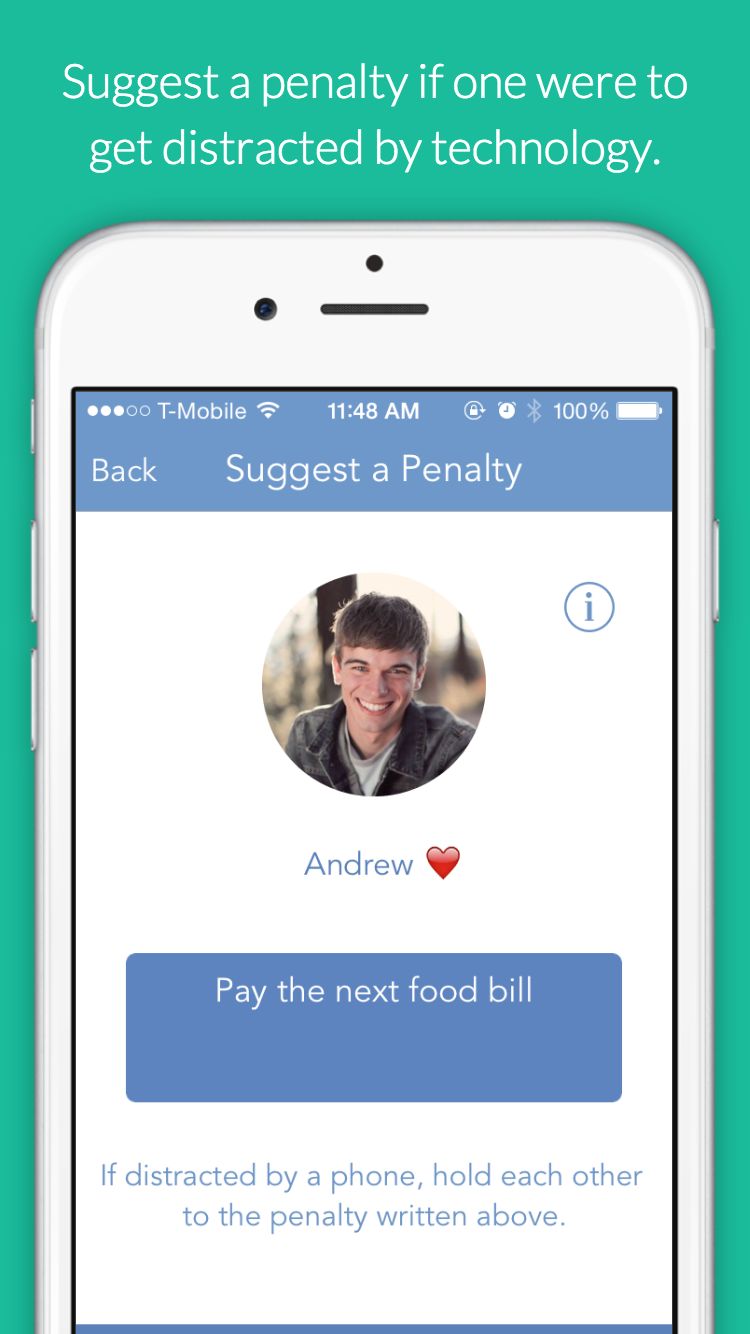 Suggest a penalty if one were to
get distracted by technology.
T-Mobile 11:48 AM 100%
Back Suggest a Penalty
i
Andrew ❤️
Pay the next food bill
If distracted by a phone, hold each other
to the penalty written above.